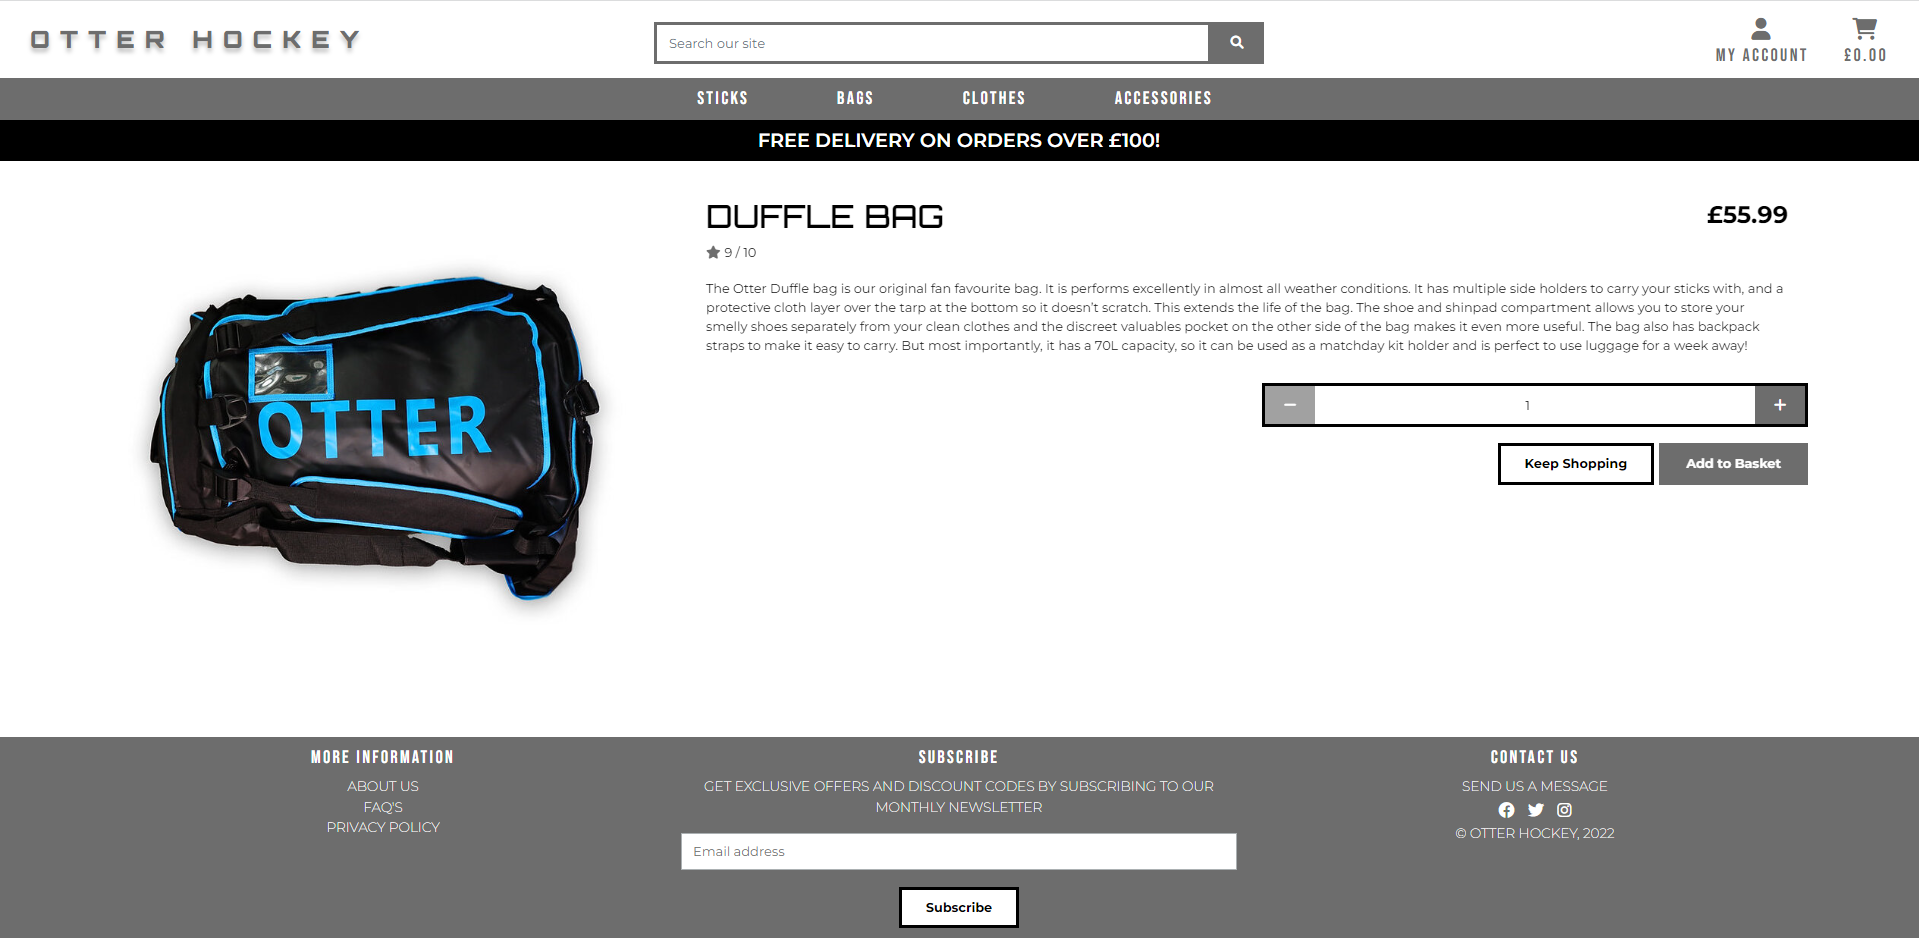 OTTER HOCKEY
Search our site
MY ACCOUNT
£0.00
STICKS
BAGS
CLOTHES
ACCESSORIES
FREE DELIVERY ON ORDERS OVER £100!
DUFFLE BAG
£55.99
9 / 10
The Otter Duffle bag is our original fan favourite bag. It is performs excellently in almost all weather conditions. It has multiple side holders to carry your sticks with, and a
protective cloth layer over the tarp at the bottom so it doesn't scratch. This extends the life of the bag. The shoe and shinpad compartment allows you to store your
smelly shoes separately from your clean clothes and the discreet valuables pocket on the other side of the bag makes it even more useful. The bag also has backpack
straps to make it easy to carry. But most importantly, it has a 70L capacity, so it can be used as a matchday kit holder and is perfect to use luggage for a week away!
OTTER
− 1 +
Keep Shopping
Add to Basket
MORE INFORMATION
ABOUT US
FAQ'S
PRIVACY POLICY
SUBSCRIBE
GET EXCLUSIVE OFFERS AND DISCOUNT CODES BY SUBSCRIBING TO OUR
MONTHLY NEWSLETTER
Email address
Subscribe
CONTACT US
SEND US A MESSAGE
© OTTER HOCKEY, 2022